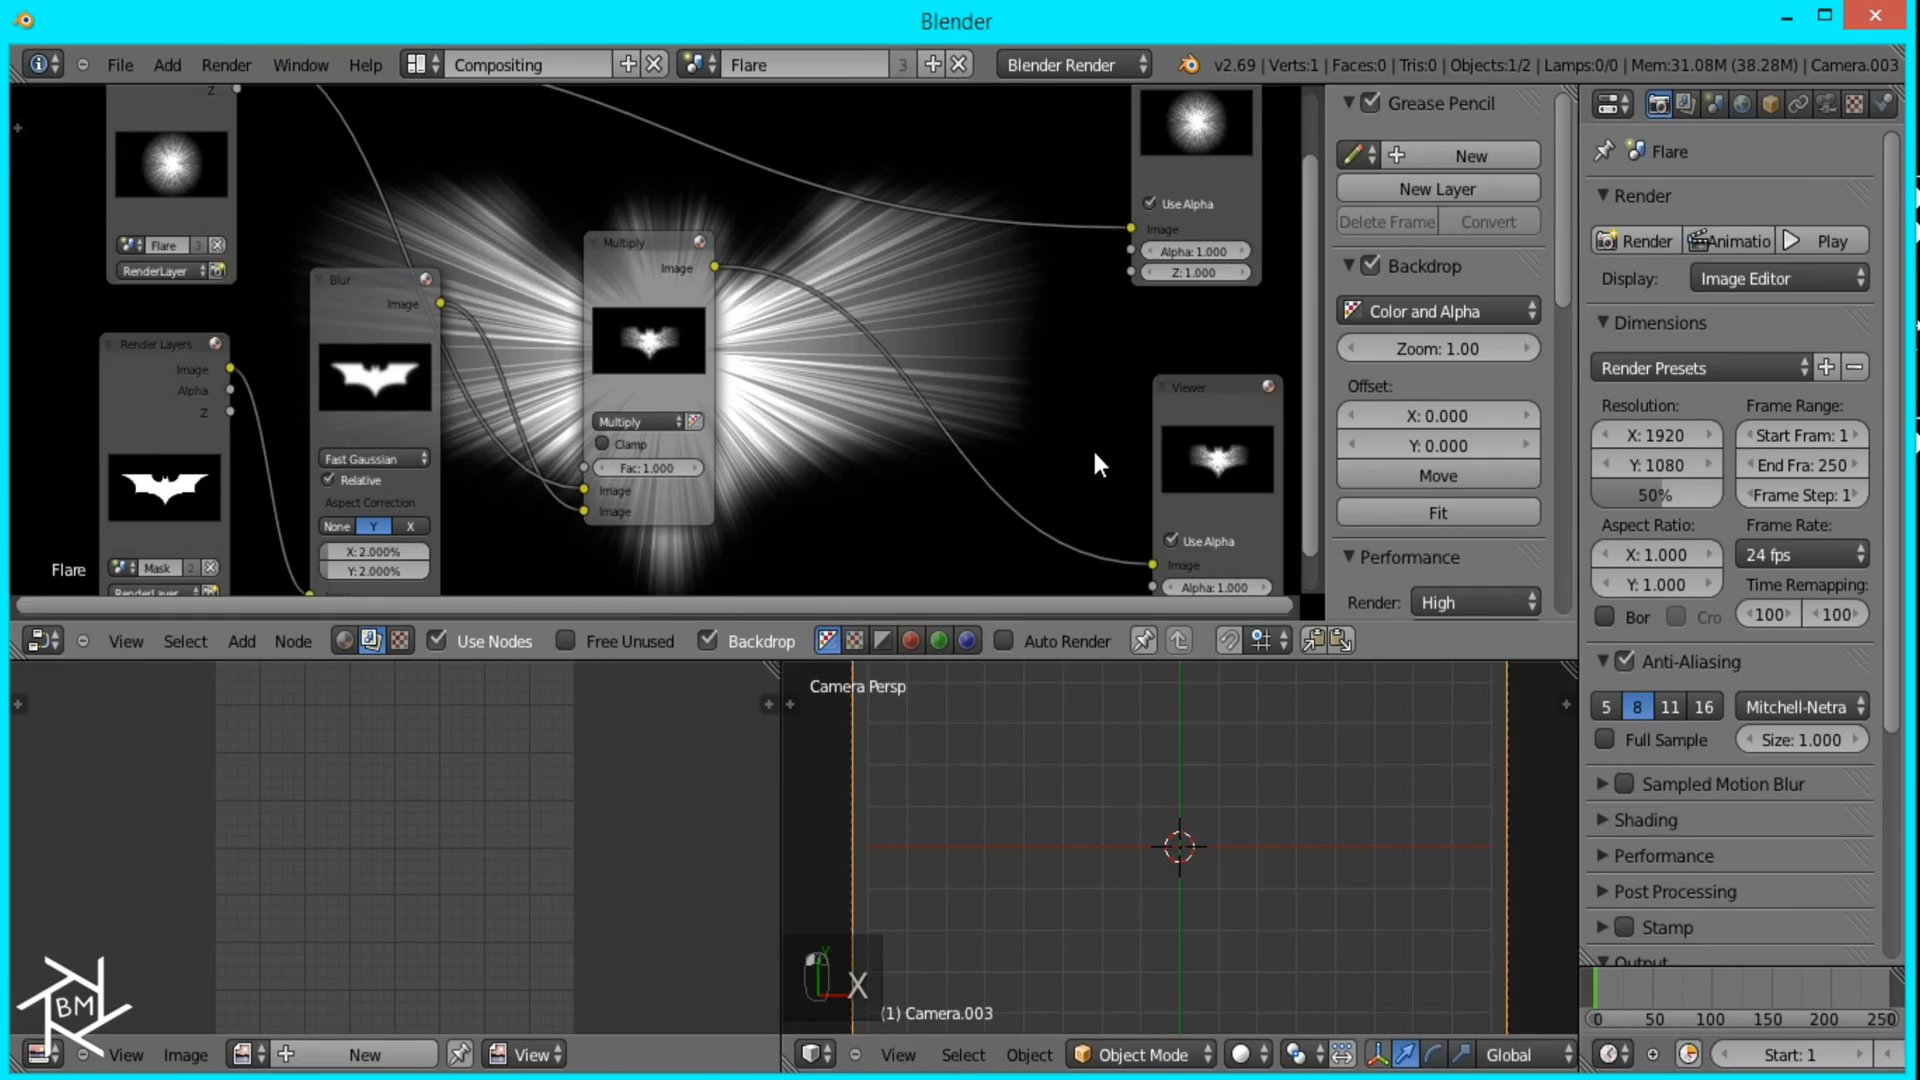 Blender
File Add Render Window Help Compositing Flare 3 Blender Render v2.69 | Verts:1 | Faces:0 | Tris:0 | Objects:1/2 | Lamps:0/0 | Mem:31.08M (38.28M) | Camera.003
Z
Flare 3
RenderLayer
Render Layers
Image
Alpha
Z
Mask 2
RenderLayer
Flare
Blur
Image
Fast Gaussian
Relative
Aspect Correction
None Y X
X: 2.000%
Y: 2.000%
Multiply
Image
Multiply
Clamp
Fac: 1.000
Image
Image
Use Alpha
Image
Alpha: 1.000
Z: 1.000
Viewer
Use Alpha
Image
Alpha: 1.000
Grease Pencil
New
New Layer
Delete Frame Convert
Backdrop
Color and Alpha
Zoom: 1.00
Offset:
X: 0.000
Y: 0.000
Move
Fit
Performance
Render: High
Flare
Render
Render Animatio Play
Display: Image Editor
Dimensions
Render Presets
Resolution: Frame Range:
X: 1920 Start Fram: 1
Y: 1080 End Fra: 250
50% Frame Step: 1
Aspect Ratio: Frame Rate:
X: 1.000 24 fps
Y: 1.000 Time Remapping:
Bor Cro 100 100
Anti-Aliasing
5 8 11 16 Mitchell-Netra
Full Sample Size: 1.000
Sampled Motion Blur
Shading
Performance
Post Processing
Stamp
Output
View Select Add Node Use Nodes Free Unused Backdrop Auto Render
Camera Persp
Y
X
(1) Camera.003
BM
0 50 100 150 200 250
View Image New View
View Select Object Object Mode Global
Start: 1